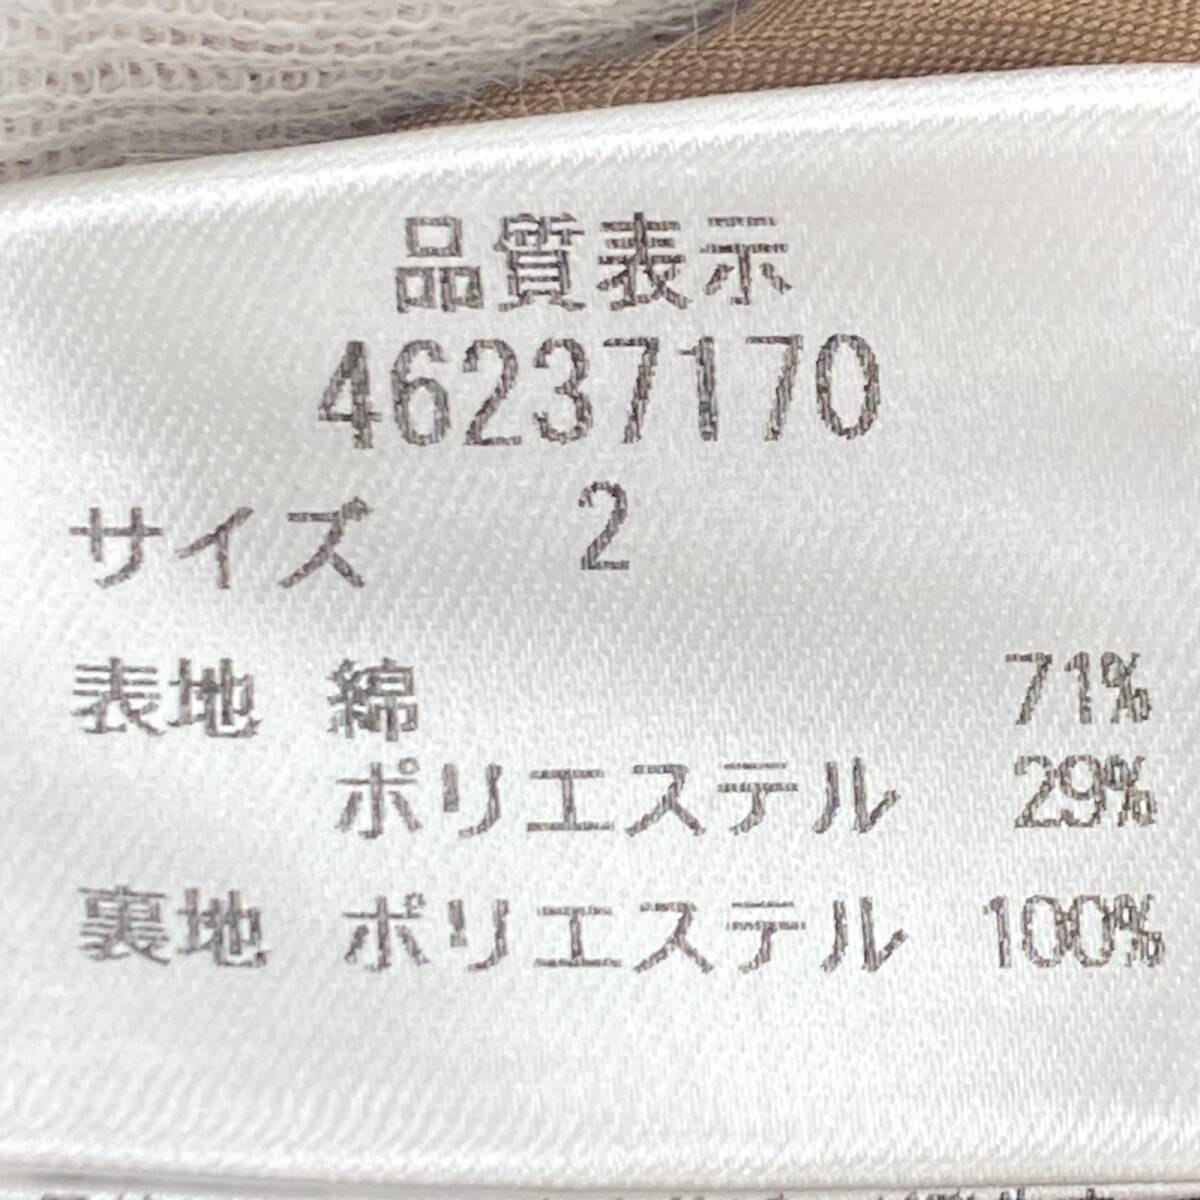 品質表示
46237170
サイズ 2
表地 綿 71%
ポリエステル 29%
裏地 ポリエステル 100%